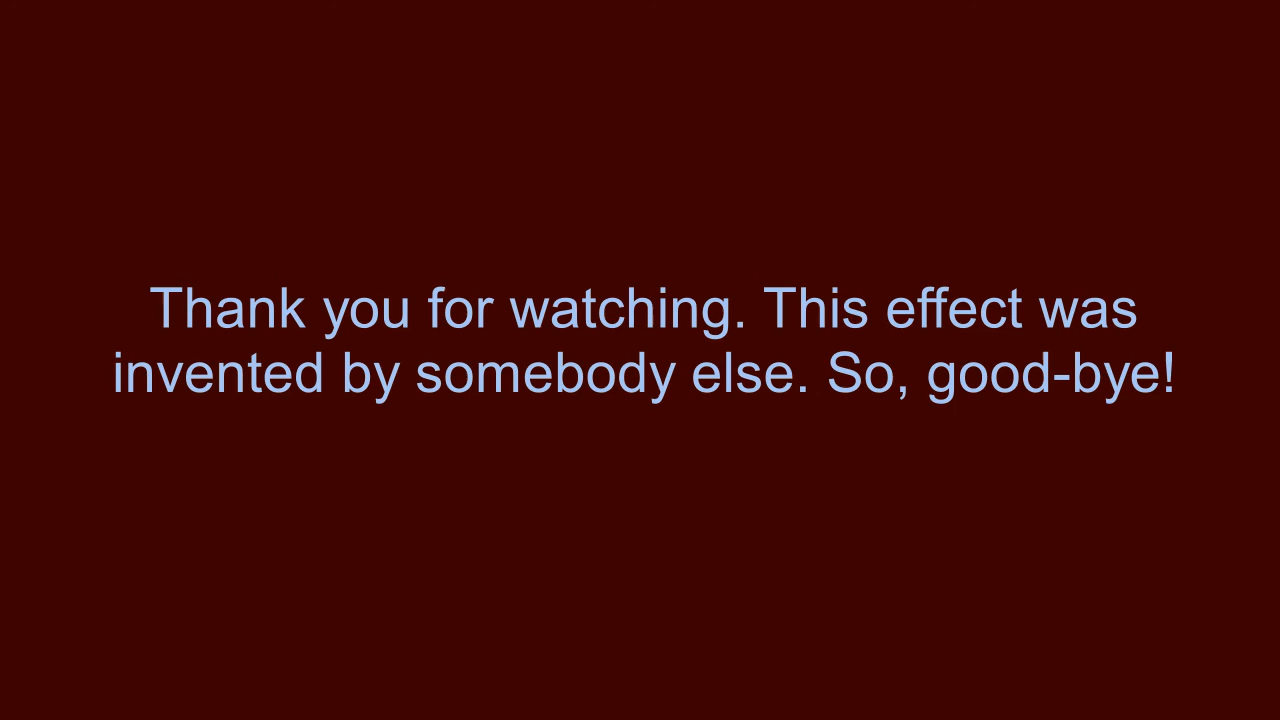 Thank you for watching. This effect was
invented by somebody else. So, good-bye!